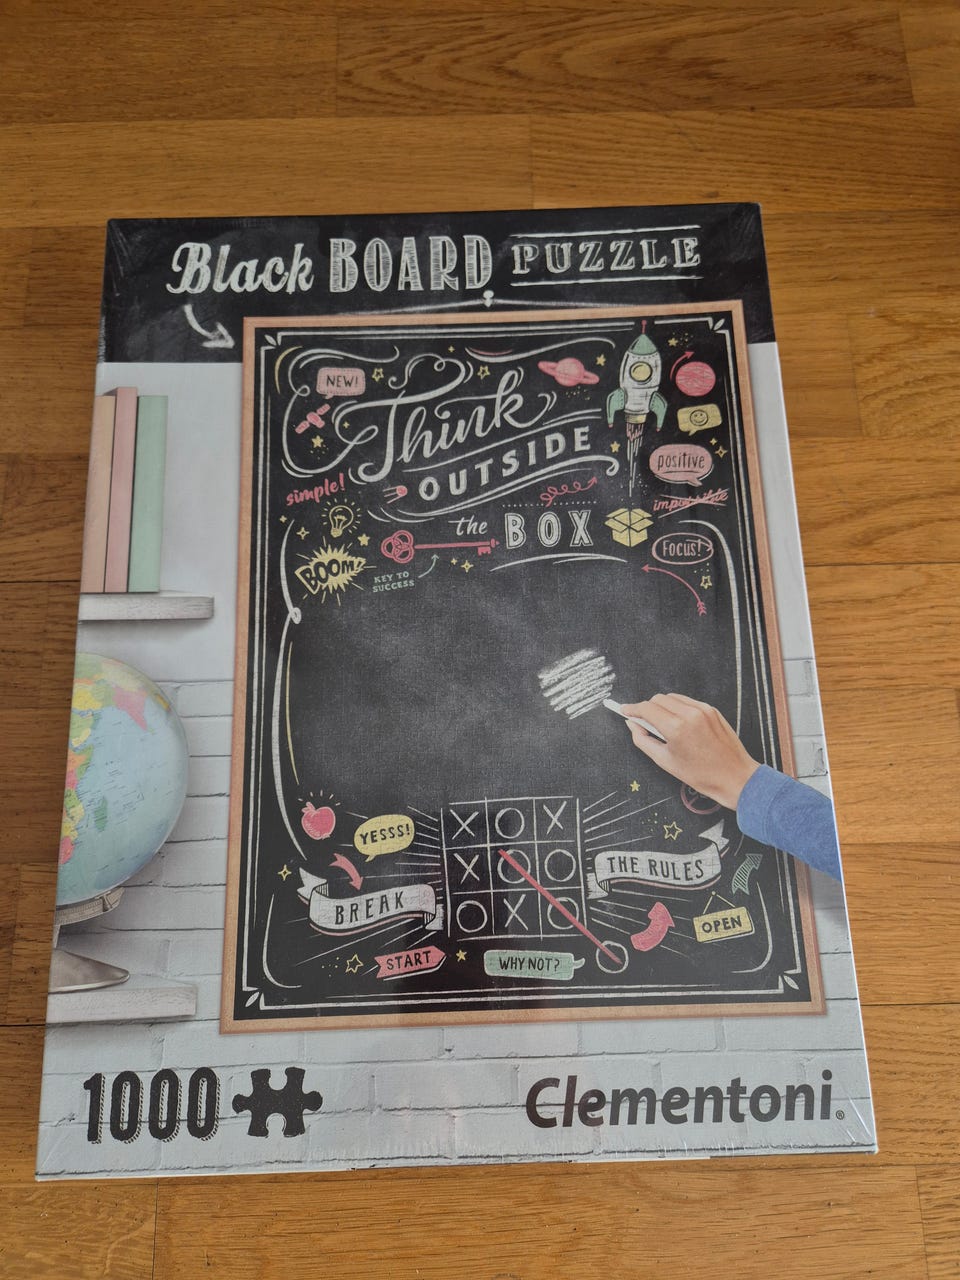 Black BOARD PUZZLE
NEW!
Think
OUTSIDE
the BOX
simple!
positive
impossible
FOCUS!
BOOM!
KEY TO
SUCCESS
X O X
X O O
O X O
YESSS!
BREAK
THE RULES
OPEN
START
WHY NOT?
1000
Clementoni®